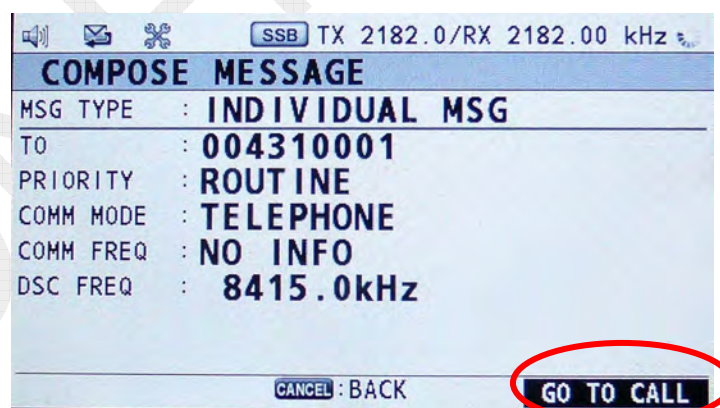 SSB TX 2182.0/RX 2182.00 kHz
COMPOSE MESSAGE
MSG TYPE : INDIVIDUAL MSG
TO : 004310001
PRIORITY : ROUTINE
COMM MODE : TELEPHONE
COMM FREQ : NO INFO
DSC FREQ : 8415.0kHz
CANCEL : BACK GO TO CALL